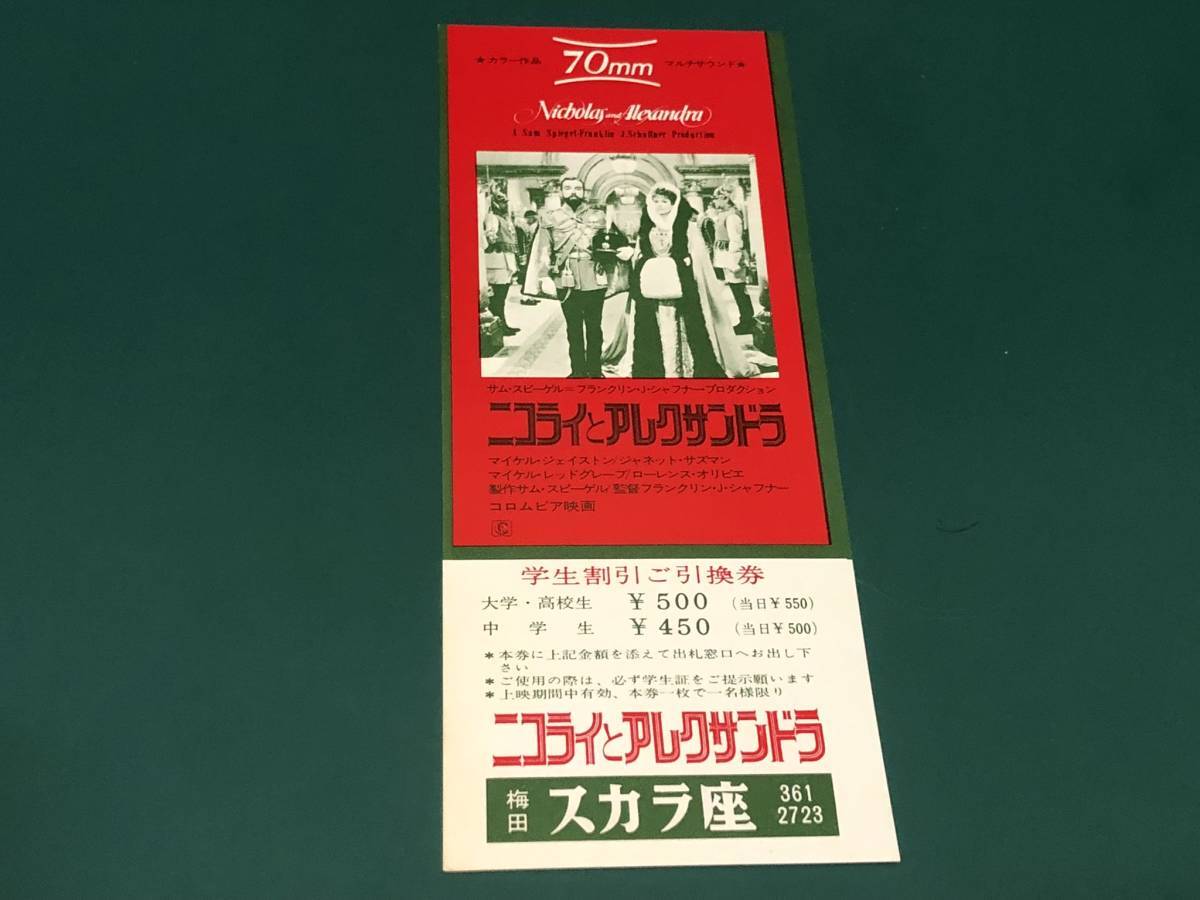 ★カラー作品 70mm マルチサウンド★
Nicholas and Alexandra
A Sam Spiegel-Franklin J.Schaffner Production
サム・スピーゲル=フランクリン・J・シャフナー・プロダクション
ニコライとアレクサンドラ
マイケル・ジェイストン/ジャネット・サズマン
マイケル・レッドグレーブ/ローレンス・オリビエ
製作サム・スピーゲル/監督フランクリン・J・シャフナー
コロムビア映画
学生割引ご引換券
大学・高校生 ¥500 (当日¥550)
中学生 ¥450 (当日¥500)
*本券に上記金額を添えて出札窓口へお出し下
さい
*ご使用の際は、必ず学生証をご提示願います
*上映期間中有効、本券一枚で一名様限り
ニコライとアレクサンドラ
梅田 スカラ座 361 2723